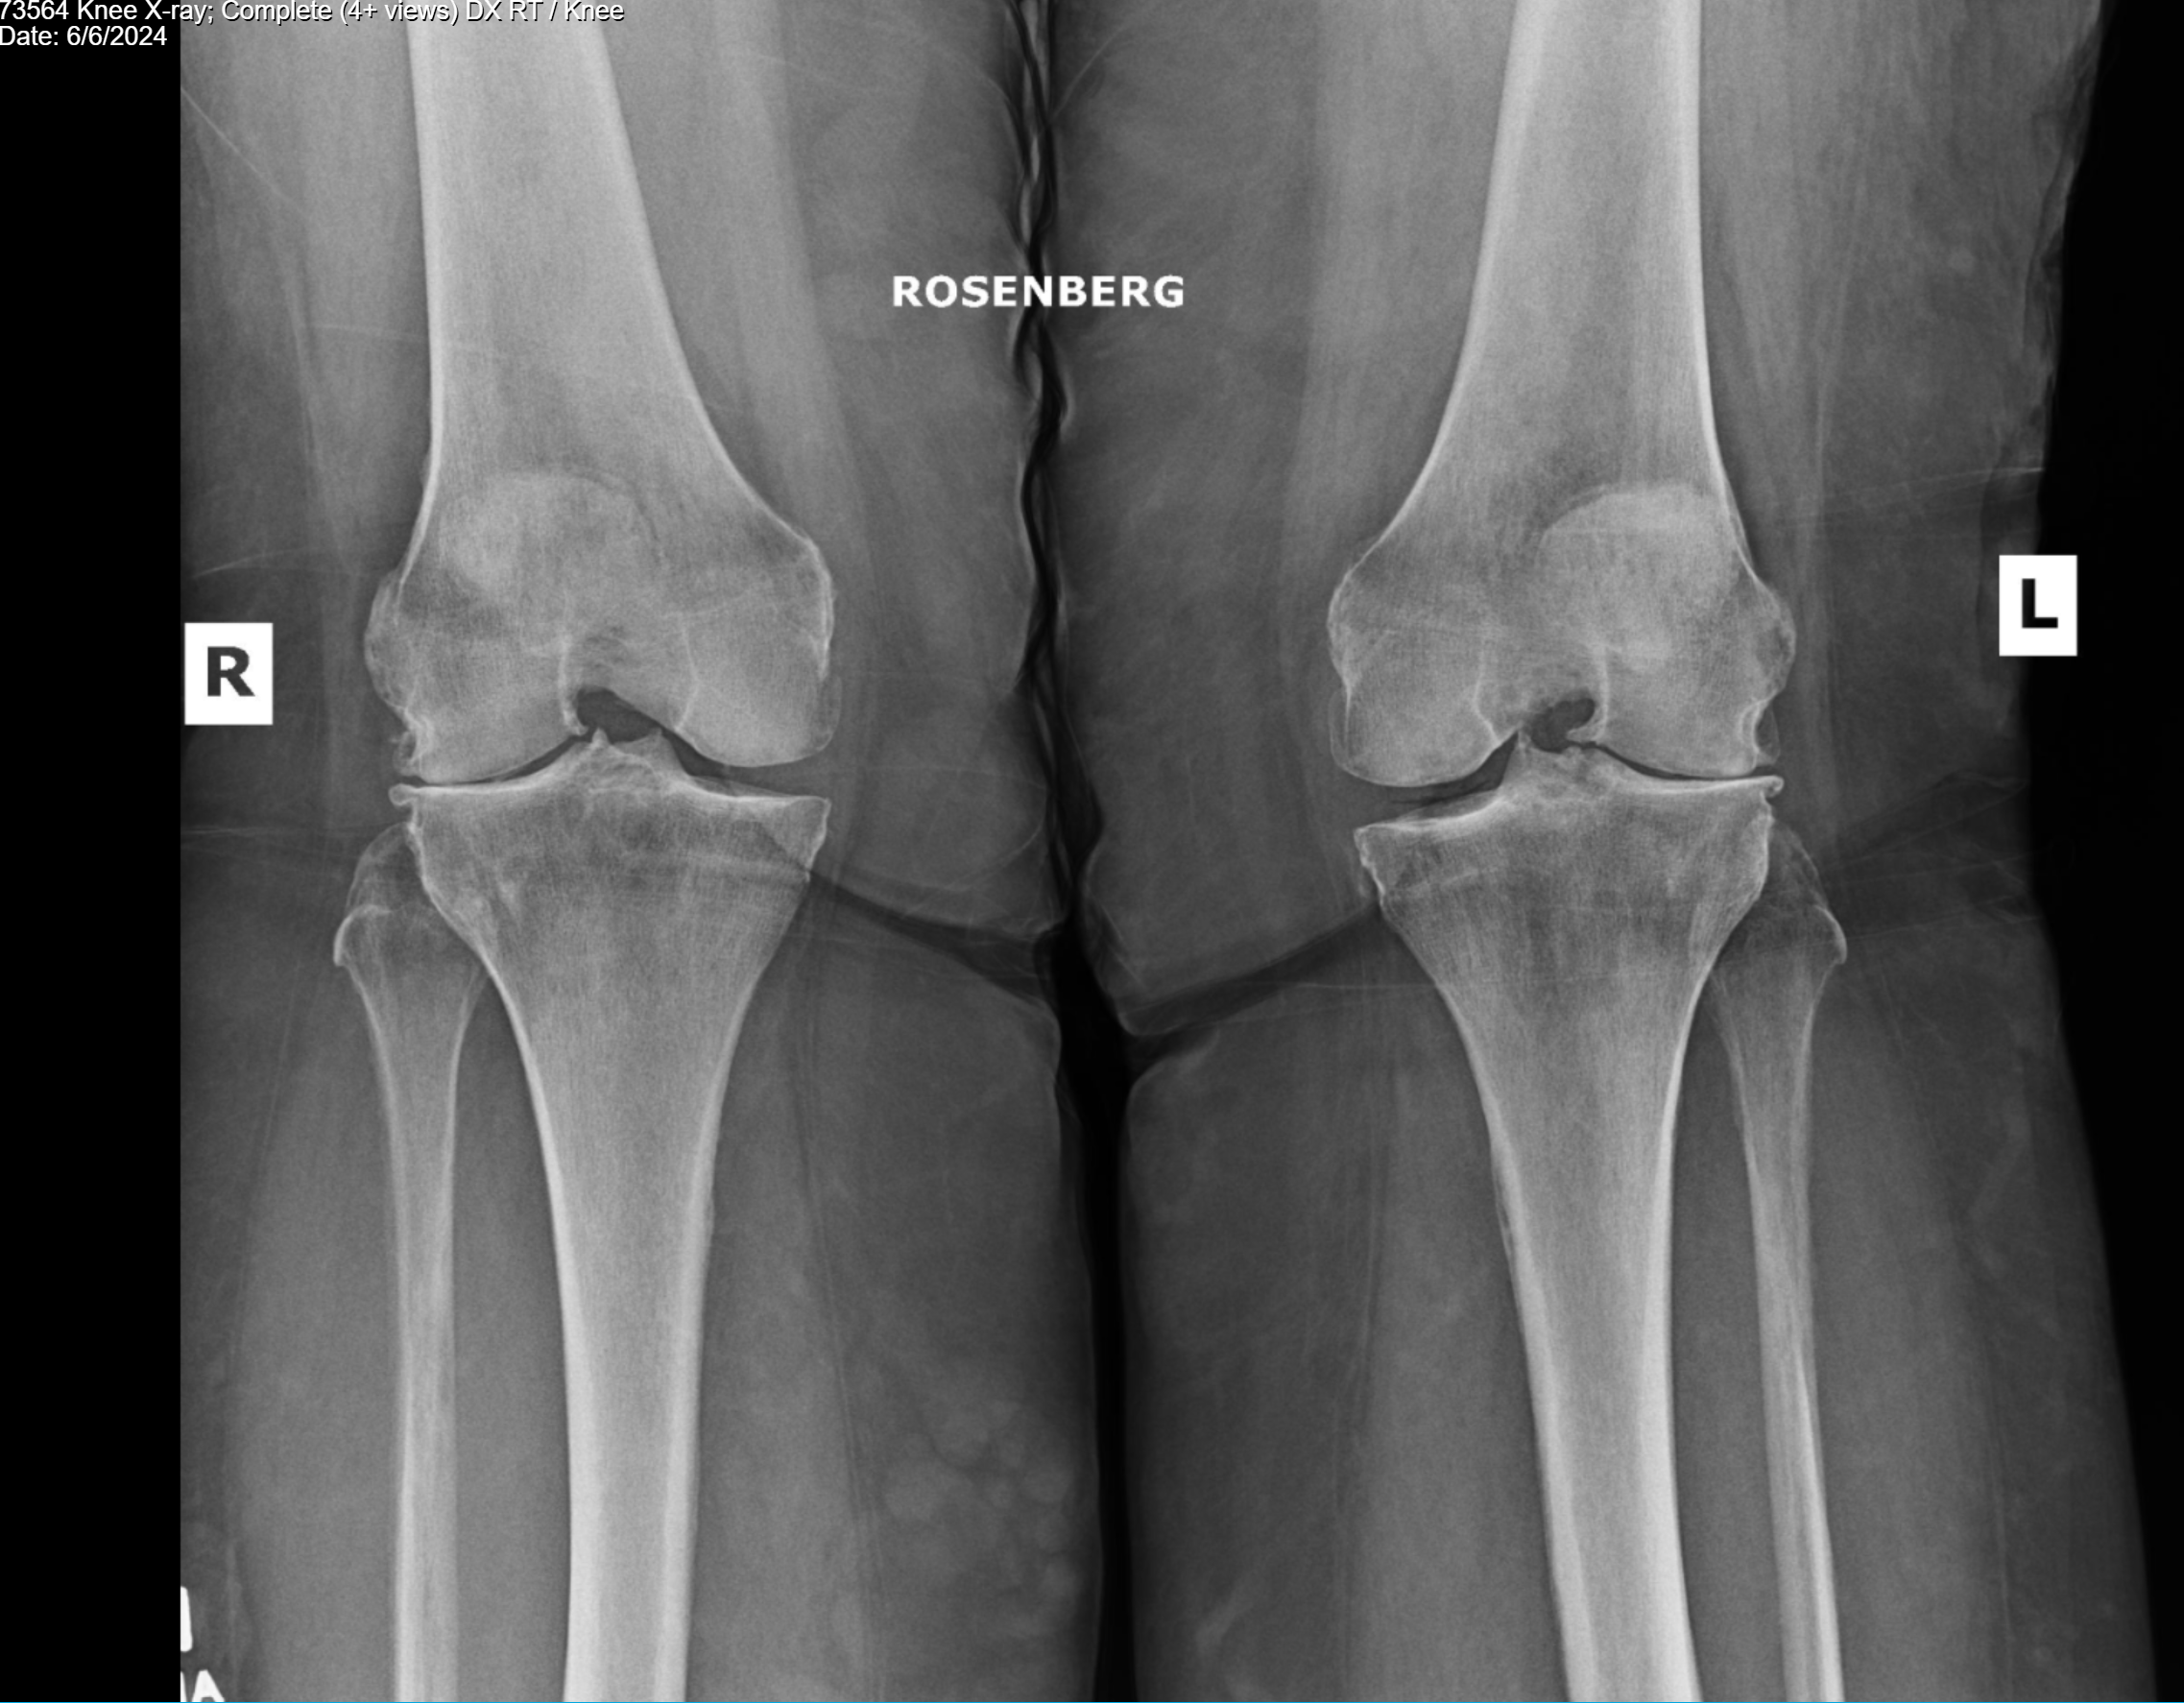 73564 Knee X-ray; Complete (4+ views) DX RT / Knee
Date: 6/6/2024
ROSENBERG
L
R